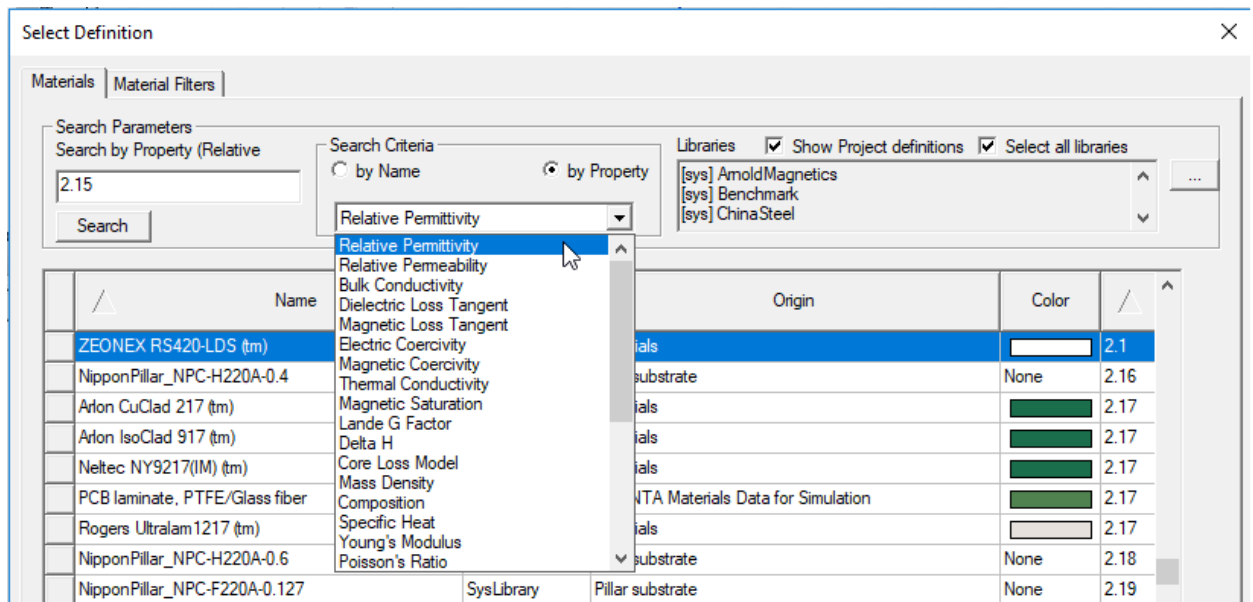 Select Definition
Materials
Material Filters
Search Parameters
Search by Property (Relative
2.15
Search
Search Criteria
by Name
by Property
Relative Permittivity
Libraries
Show Project definitions
Select all libraries
[sys] ArnoldMagnetics
[sys] Benchmark
[sys] ChinaSteel
...
Relative Permittivity
Relative Permeability
Bulk Conductivity
Dielectric Loss Tangent
Magnetic Loss Tangent
Electric Coercivity
Magnetic Coercivity
Thermal Conductivity
Magnetic Saturation
Lande G Factor
Delta H
Core Loss Model
Mass Density
Composition
Specific Heat
Young's Modulus
Poisson's Ratio
Name Origin Color
ZEONEX RS420-LDS (tm) ials 2.1
NipponPillar_NPC-H220A-0.4 substrate None 2.16
Arlon CuClad 217 (tm) ials 2.17
Arlon IsoClad 917 (tm) ials 2.17
Neltec NY9217(IM) (tm) ials 2.17
PCB laminate, PTFE/Glass fiber NTA Materials Data for Simulation 2.17
Rogers Ultralam1217 (tm) ials 2.17
NipponPillar_NPC-H220A-0.6 substrate None 2.18
NipponPillar_NPC-F220A-0.127 SysLibrary Pillar substrate None 2.19